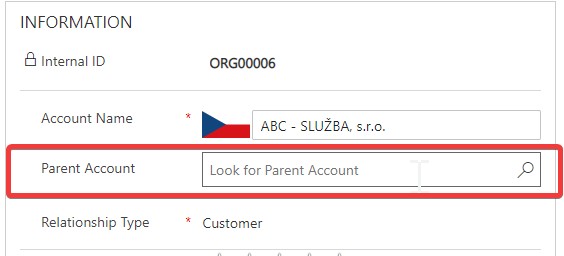 INFORMATION
Internal ID ORG00006
Account Name * ABC - SLUŽBA, s.r.o.
Parent Account Look for Parent Account
Relationship Type * Customer